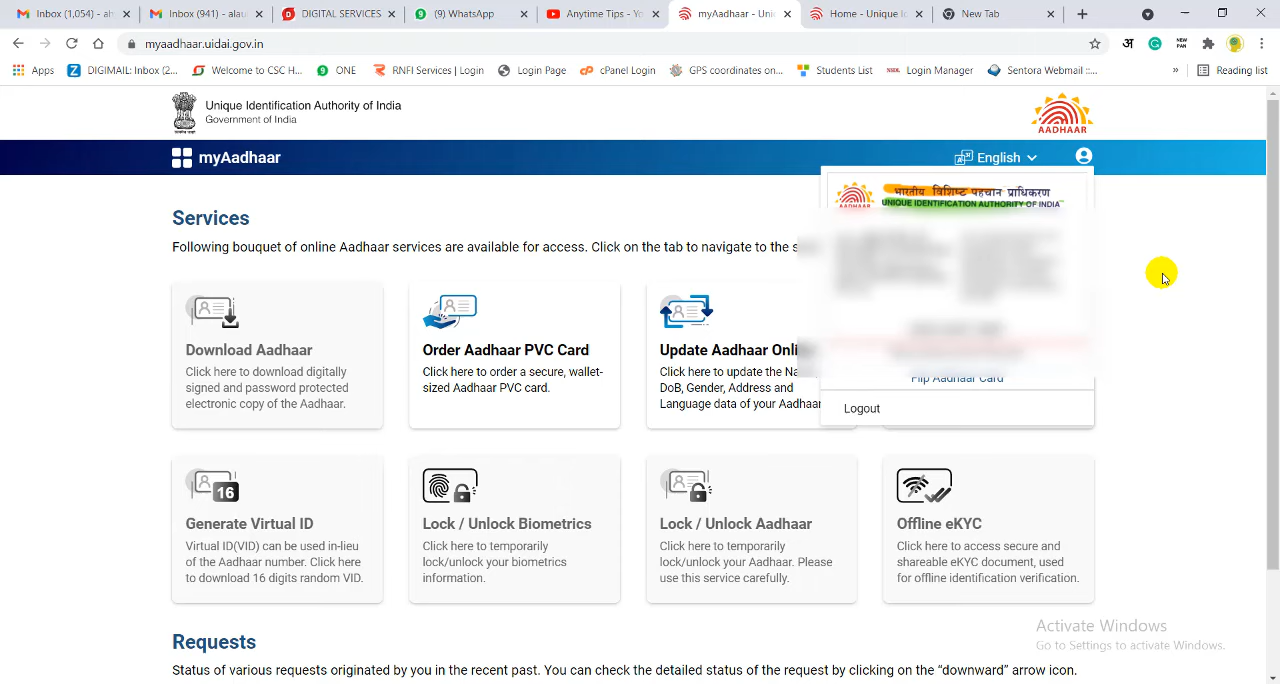 Inbox (1,054) - ah
Inbox (941) - alau
DIGITAL SERVICES
(9) WhatsApp
Anytime Tips - Yo
myAadhaar - Uni
Home - Unique Id
New Tab
myaadhaar.uidai.gov.in
अ
NEW PAN
Apps
DIGIMAIL: Inbox (2...
Welcome to CSC H...
ONE
RNFI Services | Login
Login Page
cPanel Login
GPS coordinates on...
Students List
NSDL Login Manager
Sentora Webmail ::...
»
Reading list
Unique Identification Authority of India
Government of India
AADHAAR
myAadhaar
English
भारतीय विशिष्ट पहचान प्राधिकरण
UNIQUE IDENTIFICATION AUTHORITY OF INDIA
AADHAAR
Services
Following bouquet of online Aadhaar services are available for access. Click on the tab to navigate to the s
Download Aadhaar
Click here to download digitally
signed and password protected
electronic copy of the Aadhaar.
Order Aadhaar PVC Card
Click here to order a secure, wallet-
sized Aadhaar PVC card.
Update Aadhaar Onli
Click here to update the Na
DoB, Gender, Address and
Language data of your Aadhaar
Flip Aadhaar Card
Logout
16
Generate Virtual ID
Virtual ID(VID) can be used in-lieu
of the Aadhaar number. Click here
to download 16 digits random VID.
Lock / Unlock Biometrics
Click here to temporarily
lock/unlock your biometrics
information.
Lock / Unlock Aadhaar
Click here to temporarily
lock/unlock your Aadhaar. Please
use this service carefully.
Offline eKYC
Click here to access secure and
shareable eKYC document, used
for offline identification verification.
Requests
Status of various requests originated by you in the recent past. You can check the detailed status of the request by clicking on the “downward” arrow icon.
Activate Windows
Go to Settings to activate Windows.